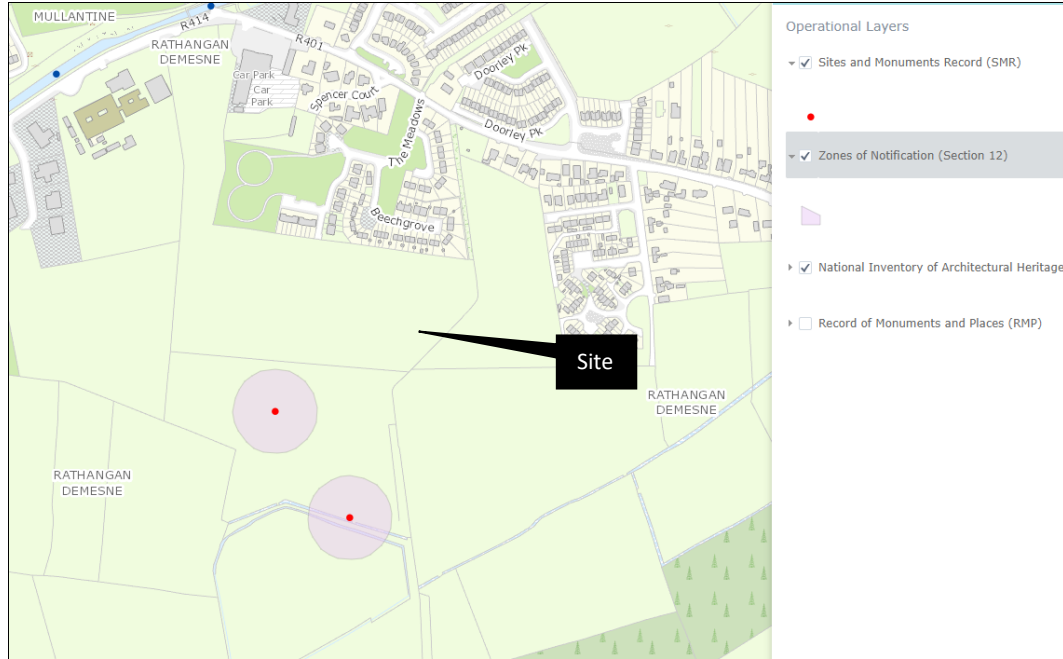 MULLANTINE
R414
RATHANGAN
DEMESNE
R401
Car Park
Car
Park
Spencer Court
The Meadows
Doorley Pk
Doorley Pk
Beechgrove
Site
RATHANGAN
DEMESNE
RATHANGAN
DEMESNE
Operational Layers
Sites and Monuments Record (SMR)
Zones of Notification (Section 12)
National Inventory of Architectural Heritage
Record of Monuments and Places (RMP)